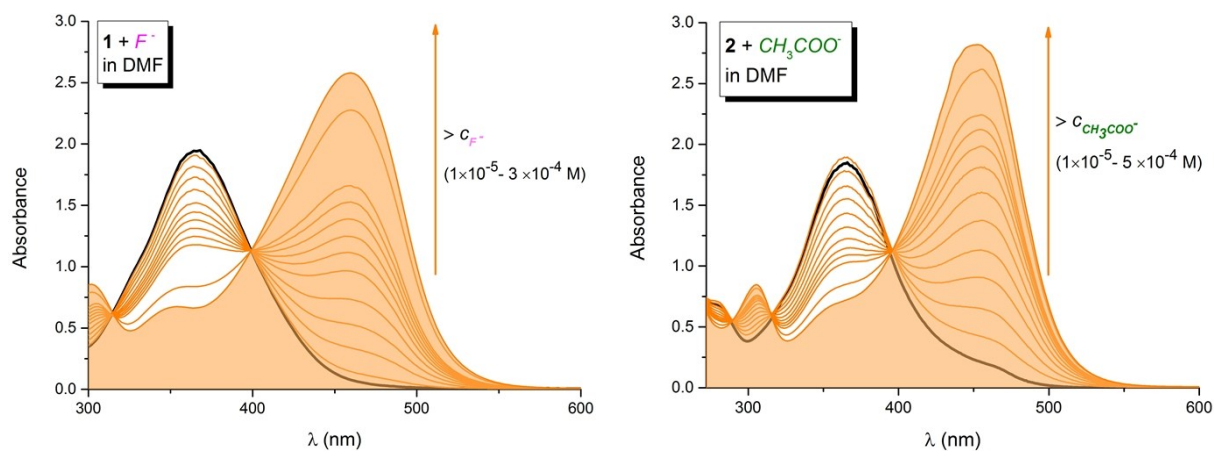 1 + F⁻
in DMF
> c F⁻
(1×10⁻⁵- 3 ×10⁻⁴ M)
3.0
2.5
2.0
1.5
1.0
0.5
0.0
Absorbance
300
400
500
600
λ (nm)
2 + CH₃COO⁻
in DMF
> c CH₃COO⁻
(1×10⁻⁵- 5 ×10⁻⁴ M)
3.0
2.5
2.0
1.5
1.0
0.5
0.0
Absorbance
300
400
500
600
λ (nm)